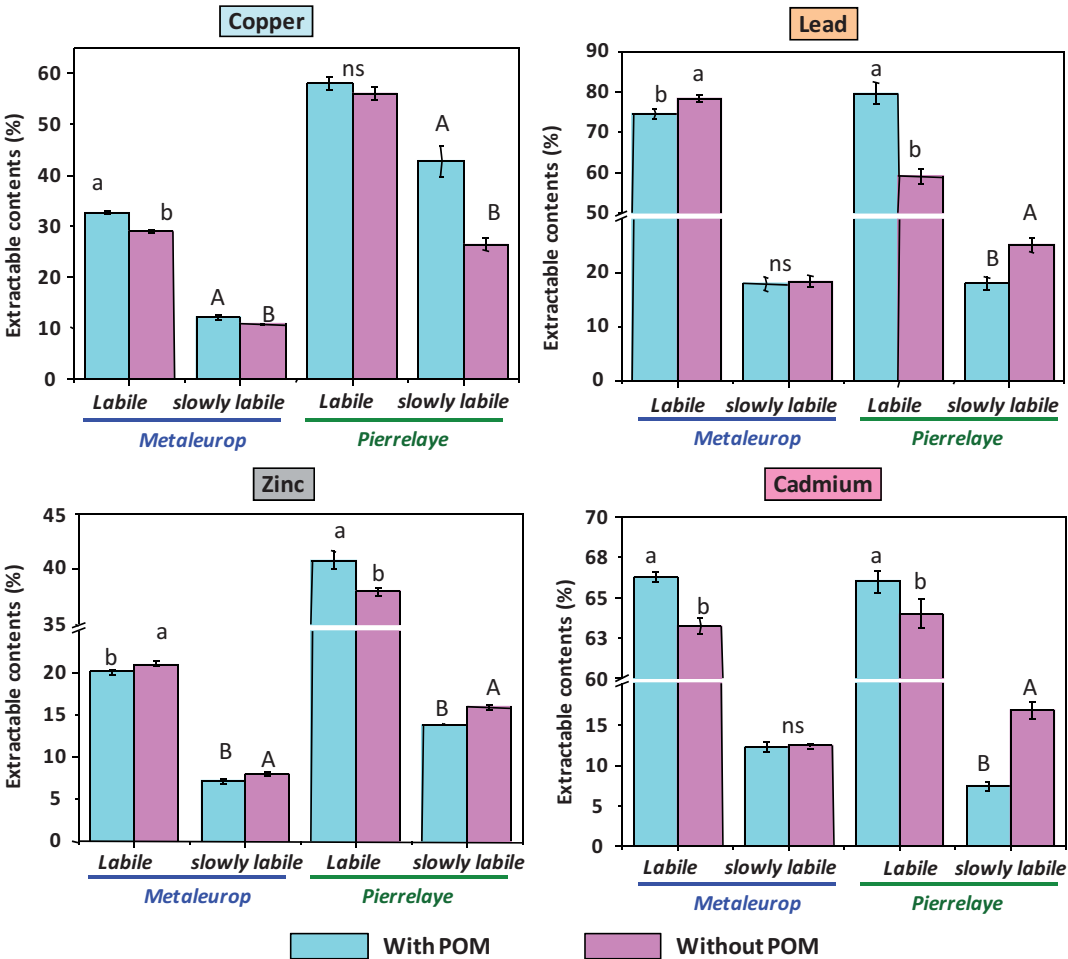 Copper
Extractable contents (%)
60
50
40
30
20
10
0
a
b
A
B
ns
A
B
Labile slowly labile Labile slowly labile
Metaleurop Pierrelaye
Lead
Extractable contents (%)
90
80
70
60
50
40
20
0
b
a
ns
a
b
B
A
Labile slowly labile Labile slowly labile
Metaleurop Pierrelaye
Zinc
Extractable contents (%)
45
40
35
35
20
15
10
5
0
b
a
B
A
a
b
B
A
Labile slowly labile Labile slowly labile
Metaleurop Pierrelaye
Cadmium
Extractable contents (%)
70
68
65
63
60
60
15
10
5
0
a
b
ns
a
b
B
A
Labile slowly labile Labile slowly labile
Metaleurop Pierrelaye
With POM Without POM